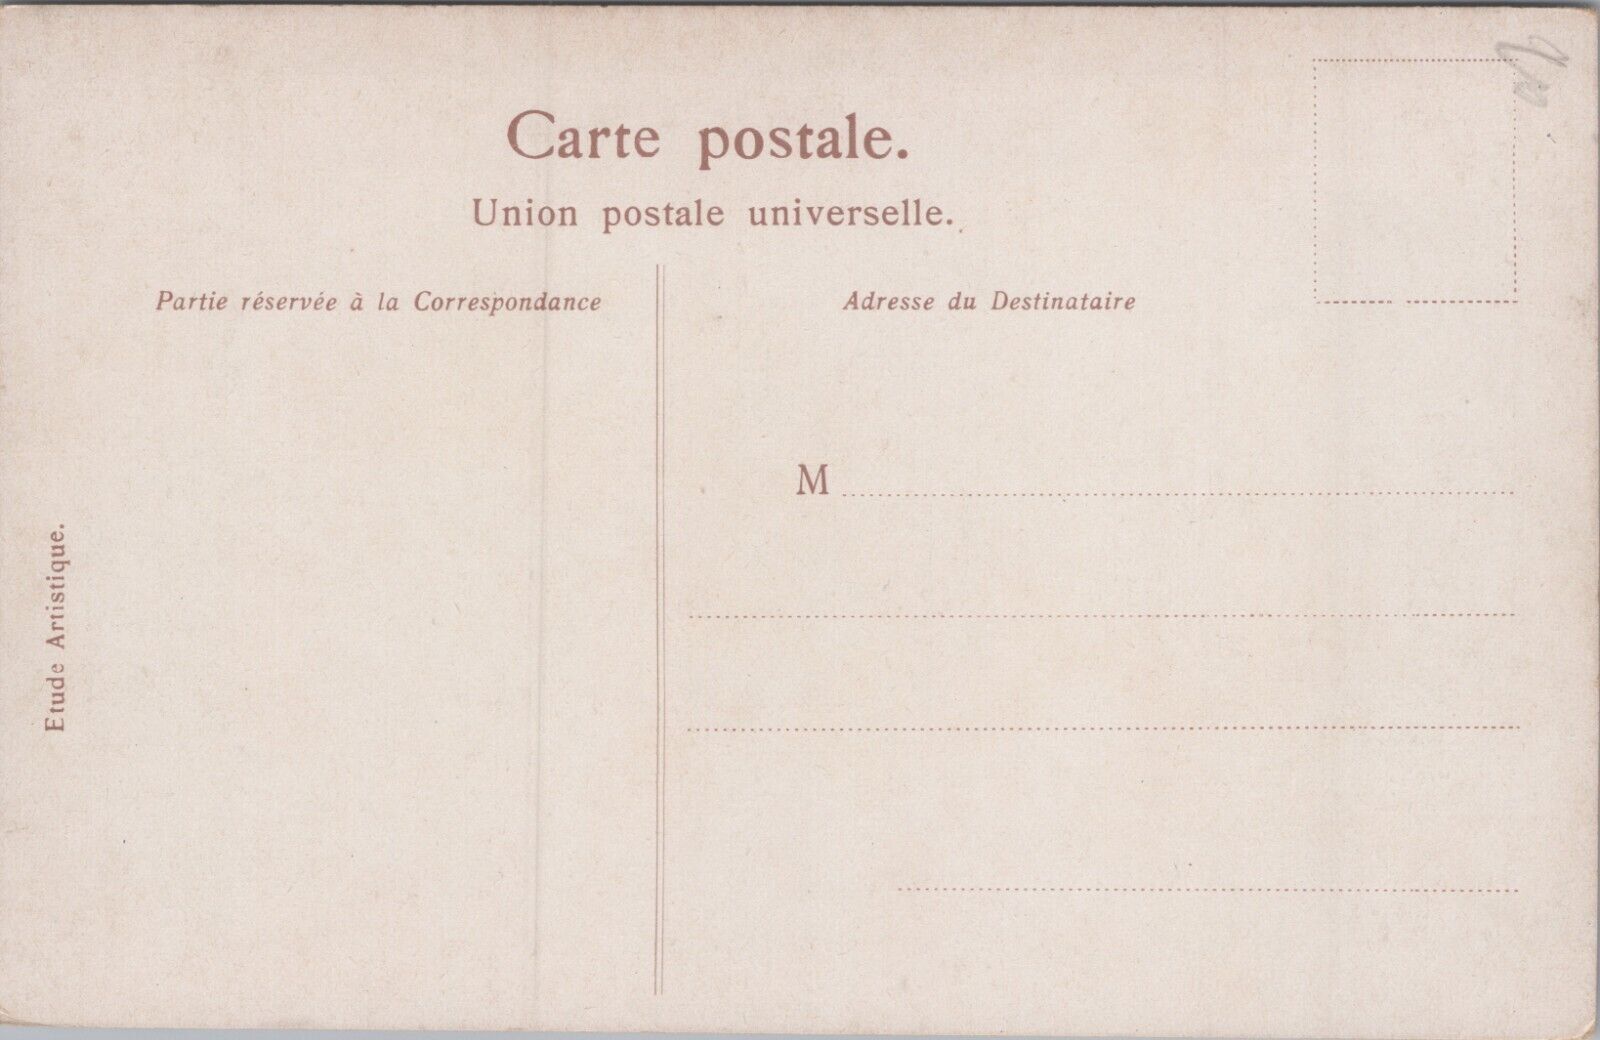 Carte postale.
Union postale universelle.
Partie réservée à la Correspondance
Adresse du Destinataire
M
Etude Artistique.